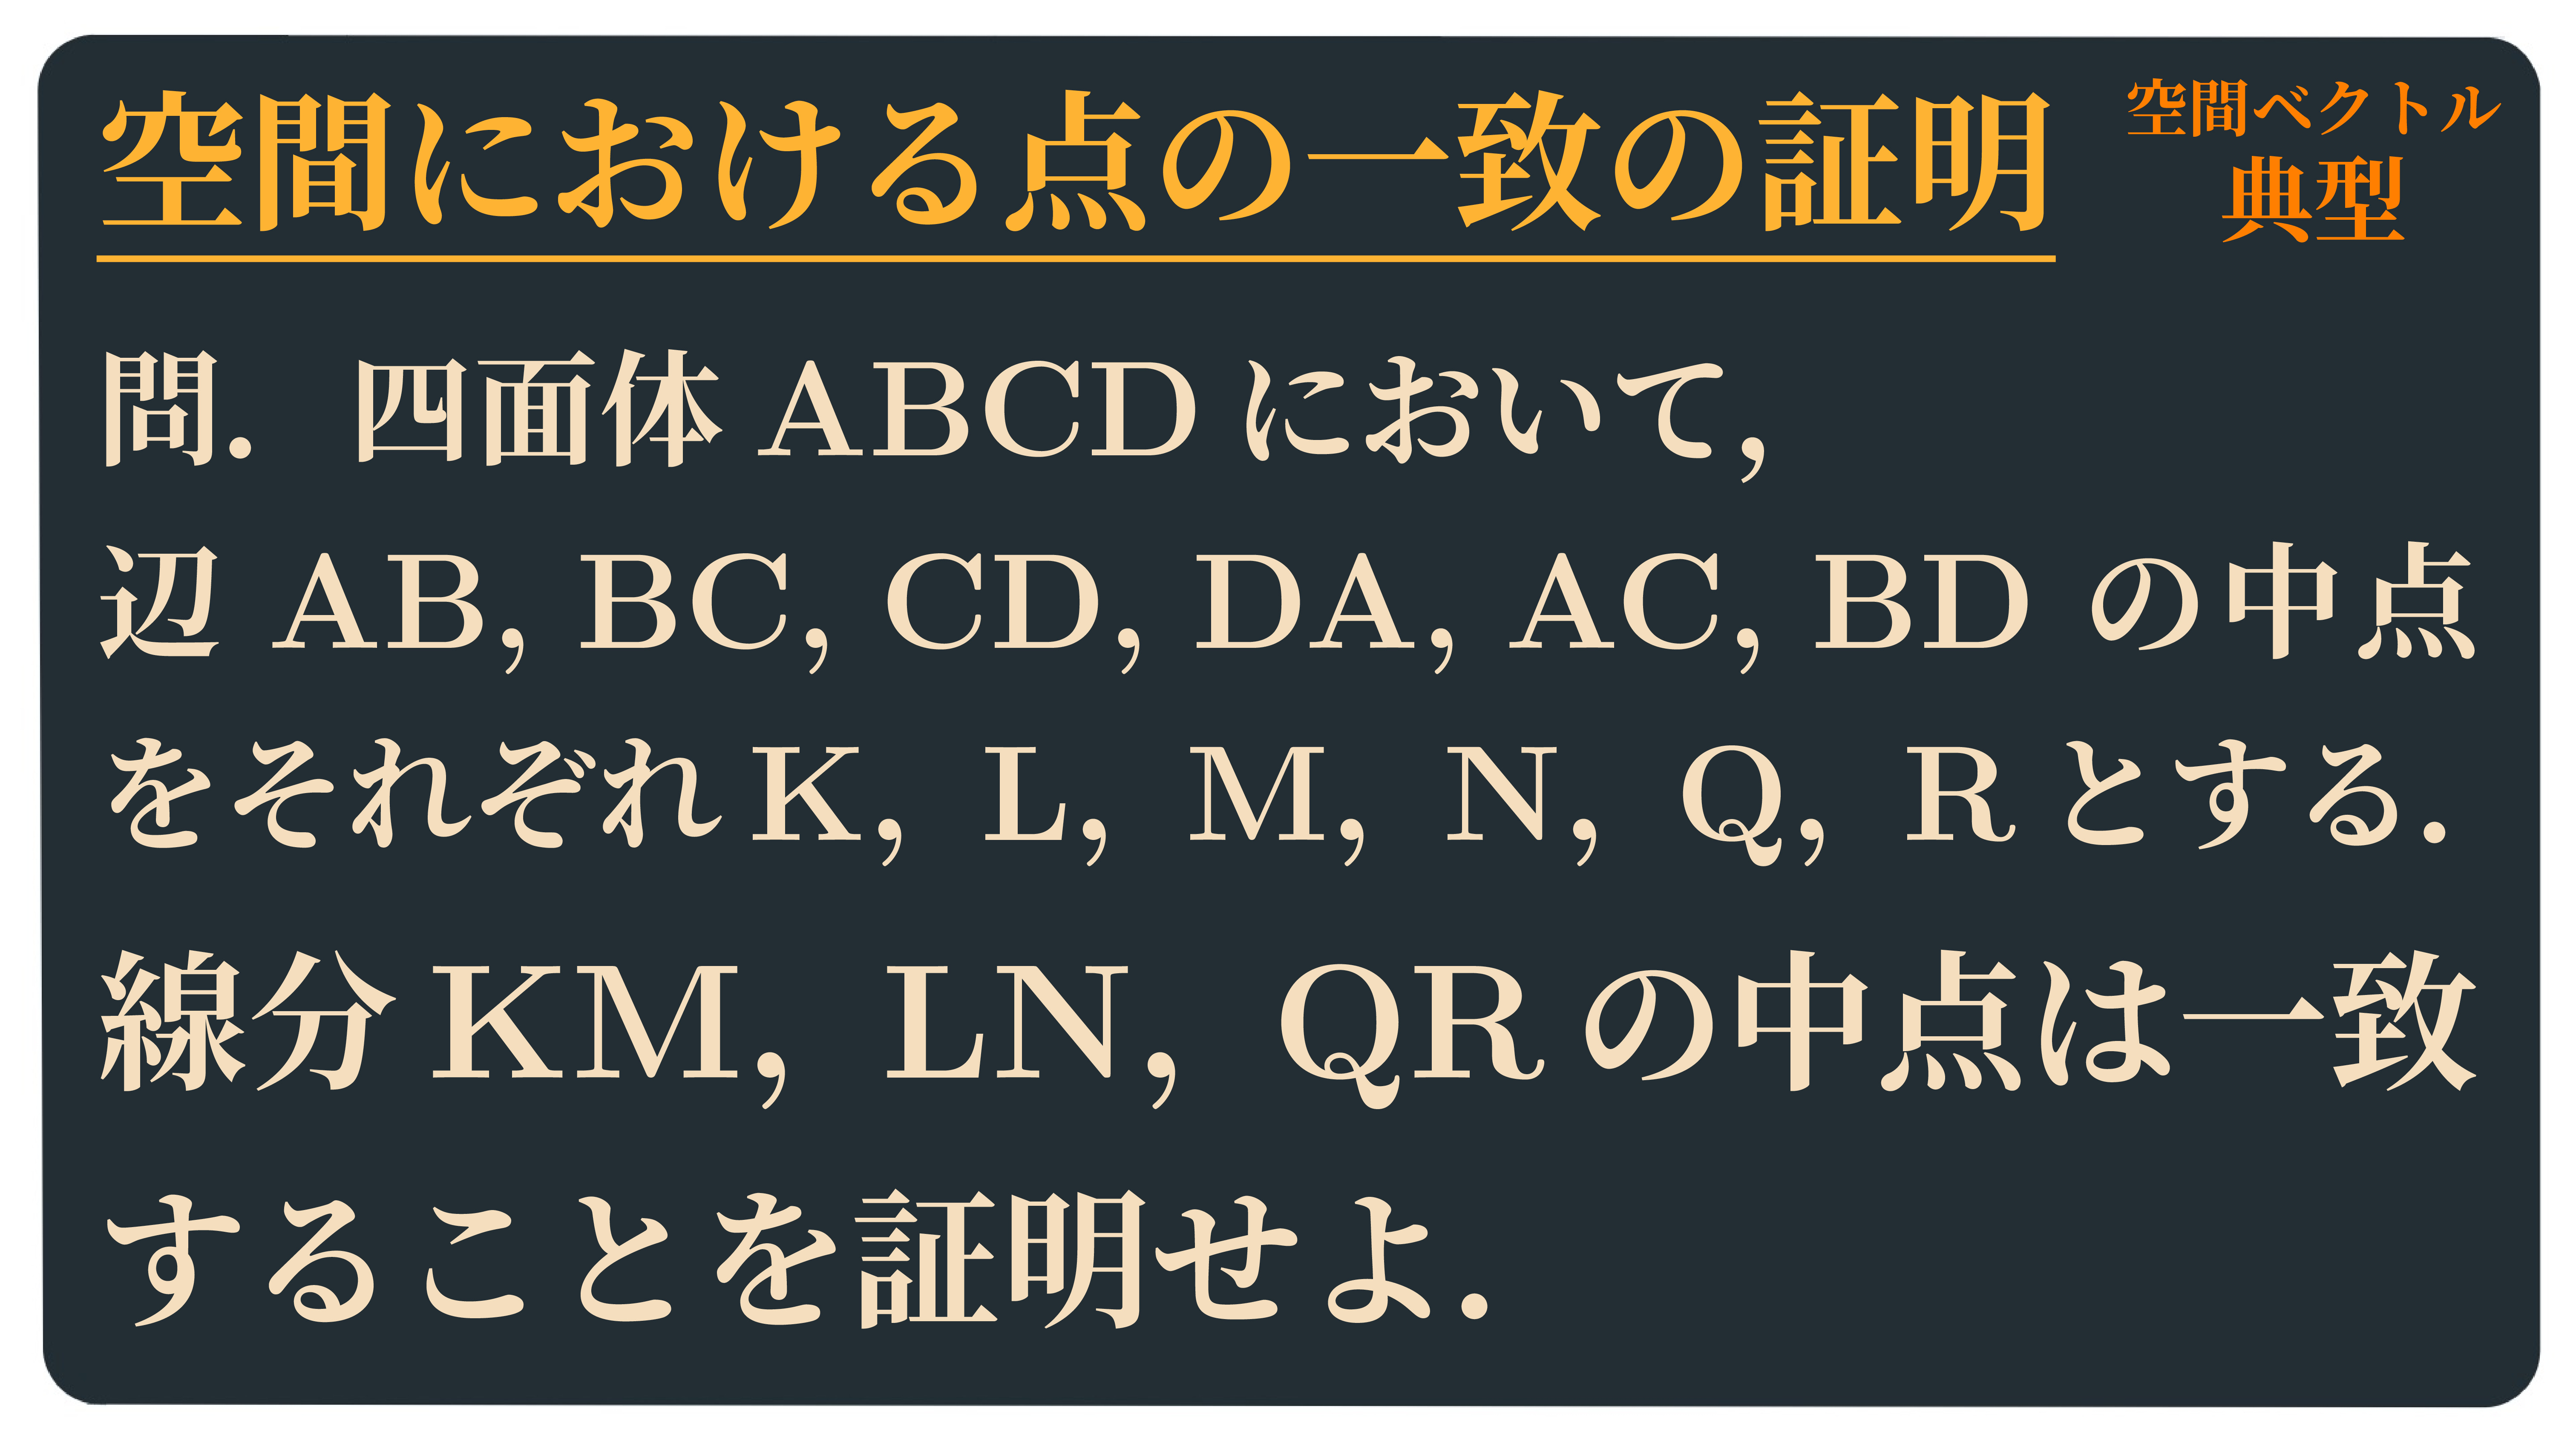 空間における点の一致の証明
空間ベクトル
典型
問. 四面体 ABCD において,
辺 AB, BC, CD, DA, AC, BD の中点
をそれぞれ K, L, M, N, Q, R とする.
線分 KM, LN, QR の中点は一致
することを証明せよ.